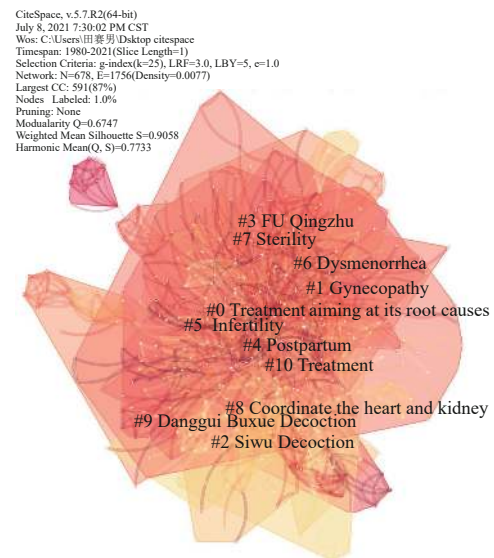 CiteSpace, v.5.7.R2(64-bit)
July 8, 2021 7:30:02 PM CST
Wos: C:\Users\田赛男\Dsktop citespace
Timespan: 1980-2021(Slice Length=1)
Selection Criteria: g-index(k=25), LRF=3.0, LBY=5, e=1.0
Network: N=678, E=1756(Density=0.0077)
Largest CC: 591(87%)
Nodes Labeled: 1.0%
Pruning: None
Modualarity Q=0.6747
Weighted Mean Silhouette S=0.9058
Harmonic Mean(Q, S)=0.7733
#3 FU Qingzhu
#7 Sterility
#6 Dysmenorrhea
#1 Gynecopathy
#0 Treatment aiming at its root causes
#5 Infertility
#4 Postpartum
#10 Treatment
#8 Coordinate the heart and kidney
#9 Danggui Buxue Decoction
#2 Siwu Decoction